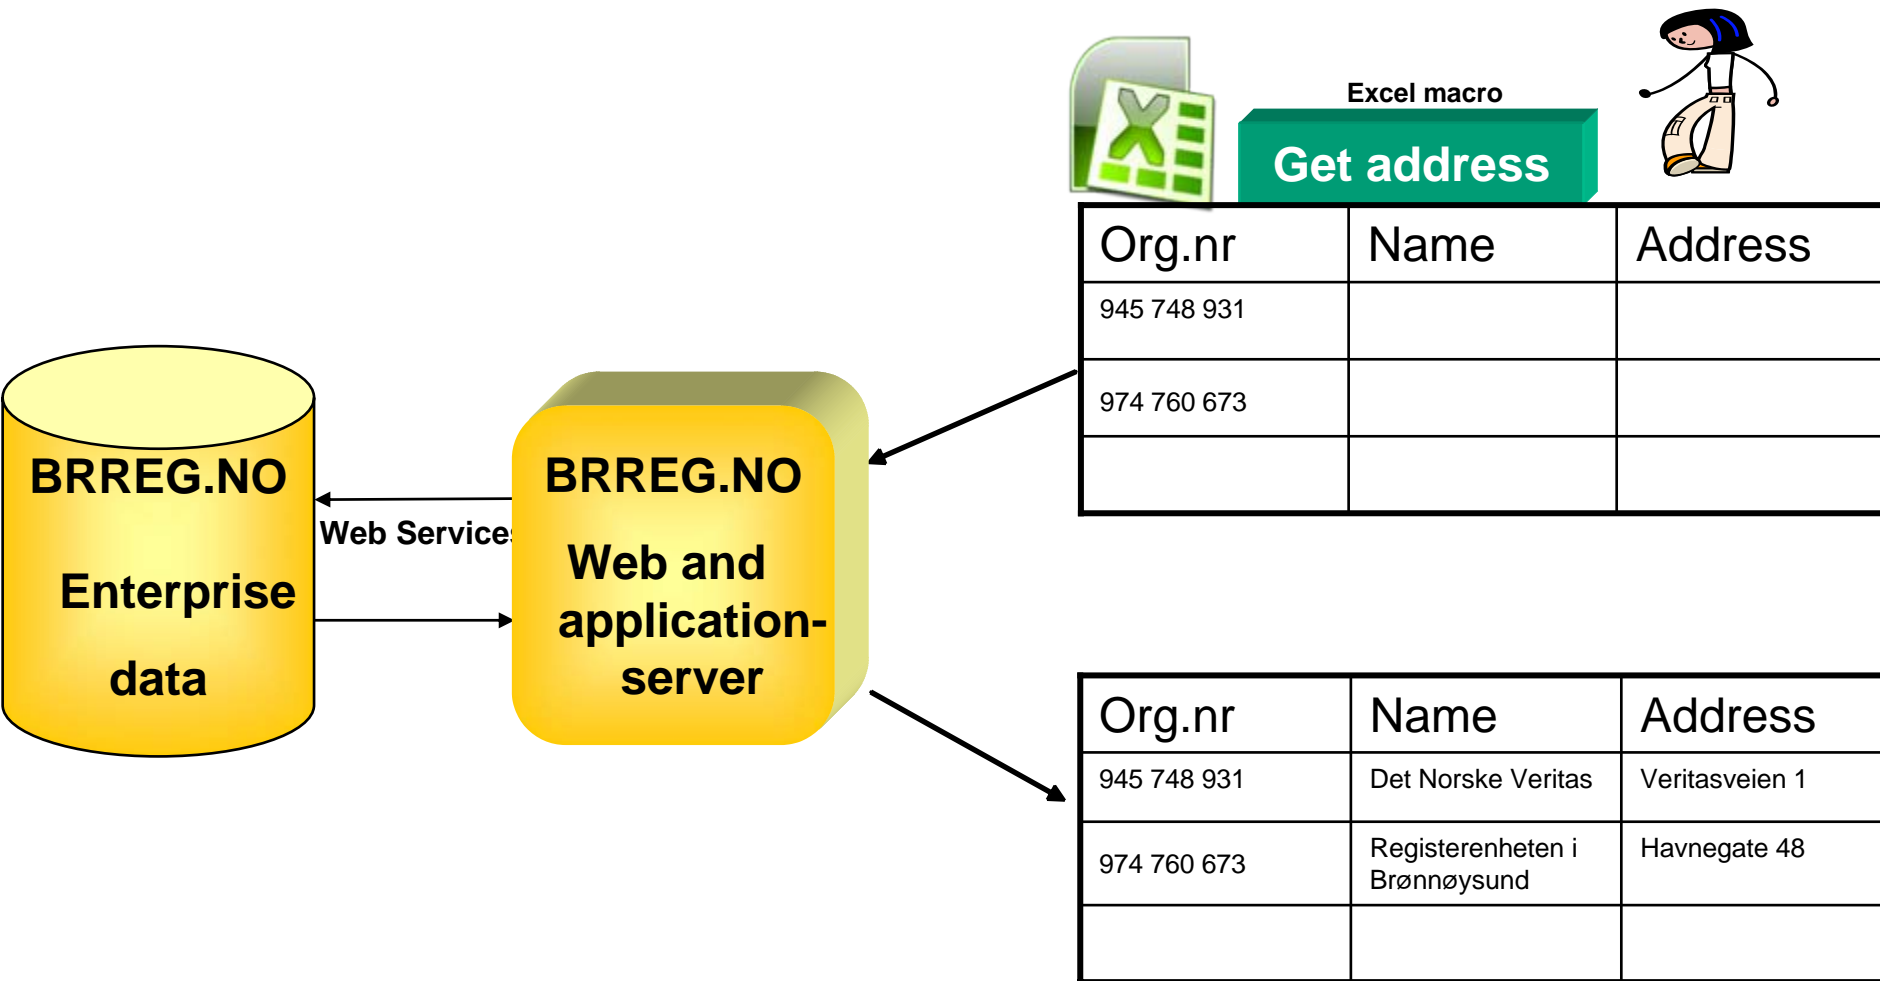 Excel macro
Get address
Org.nr Name Address
945 748 931
974 760 673
BRREG.NO
Enterprise
data
Web Services
BRREG.NO
Web and
application-
server
Org.nr Name Address
945 748 931 Det Norske Veritas Veritasveien 1
974 760 673 Registerenheten i Havnegate 48
Brønnøysund